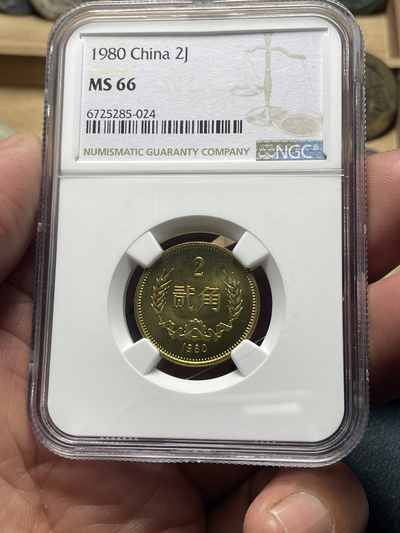 1980 China 2J
MS 66
6725285-024
NUMISMATIC GUARANTY COMPANY
NGC®
2
贰角
1980